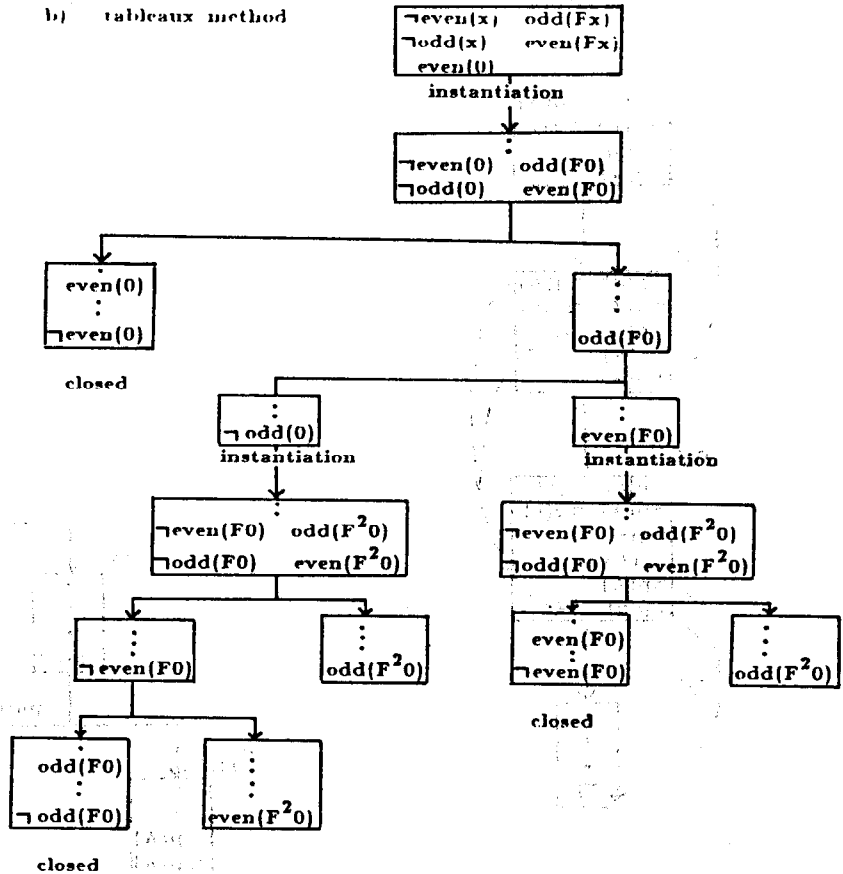 b) tableaux method
¬even(x) odd(Fx)
¬odd(x) even(Fx)
even(0)
instantiation
¬even(0) odd(F0)
¬odd(0) even(F0)
even(0)
¬even(0)
closed
odd(F0)
¬odd(0)
instantiation
even(F0)
instantiation
¬even(F0) odd(F²0)
¬odd(F0) even(F²0)
¬even(F0) odd(F²0)
¬odd(F0) even(F²0)
¬even(F0)
odd(F²0)
even(F0)
¬even(F0)
closed
odd(F²0)
odd(F0)
¬odd(F0)
closed
even(F²0)